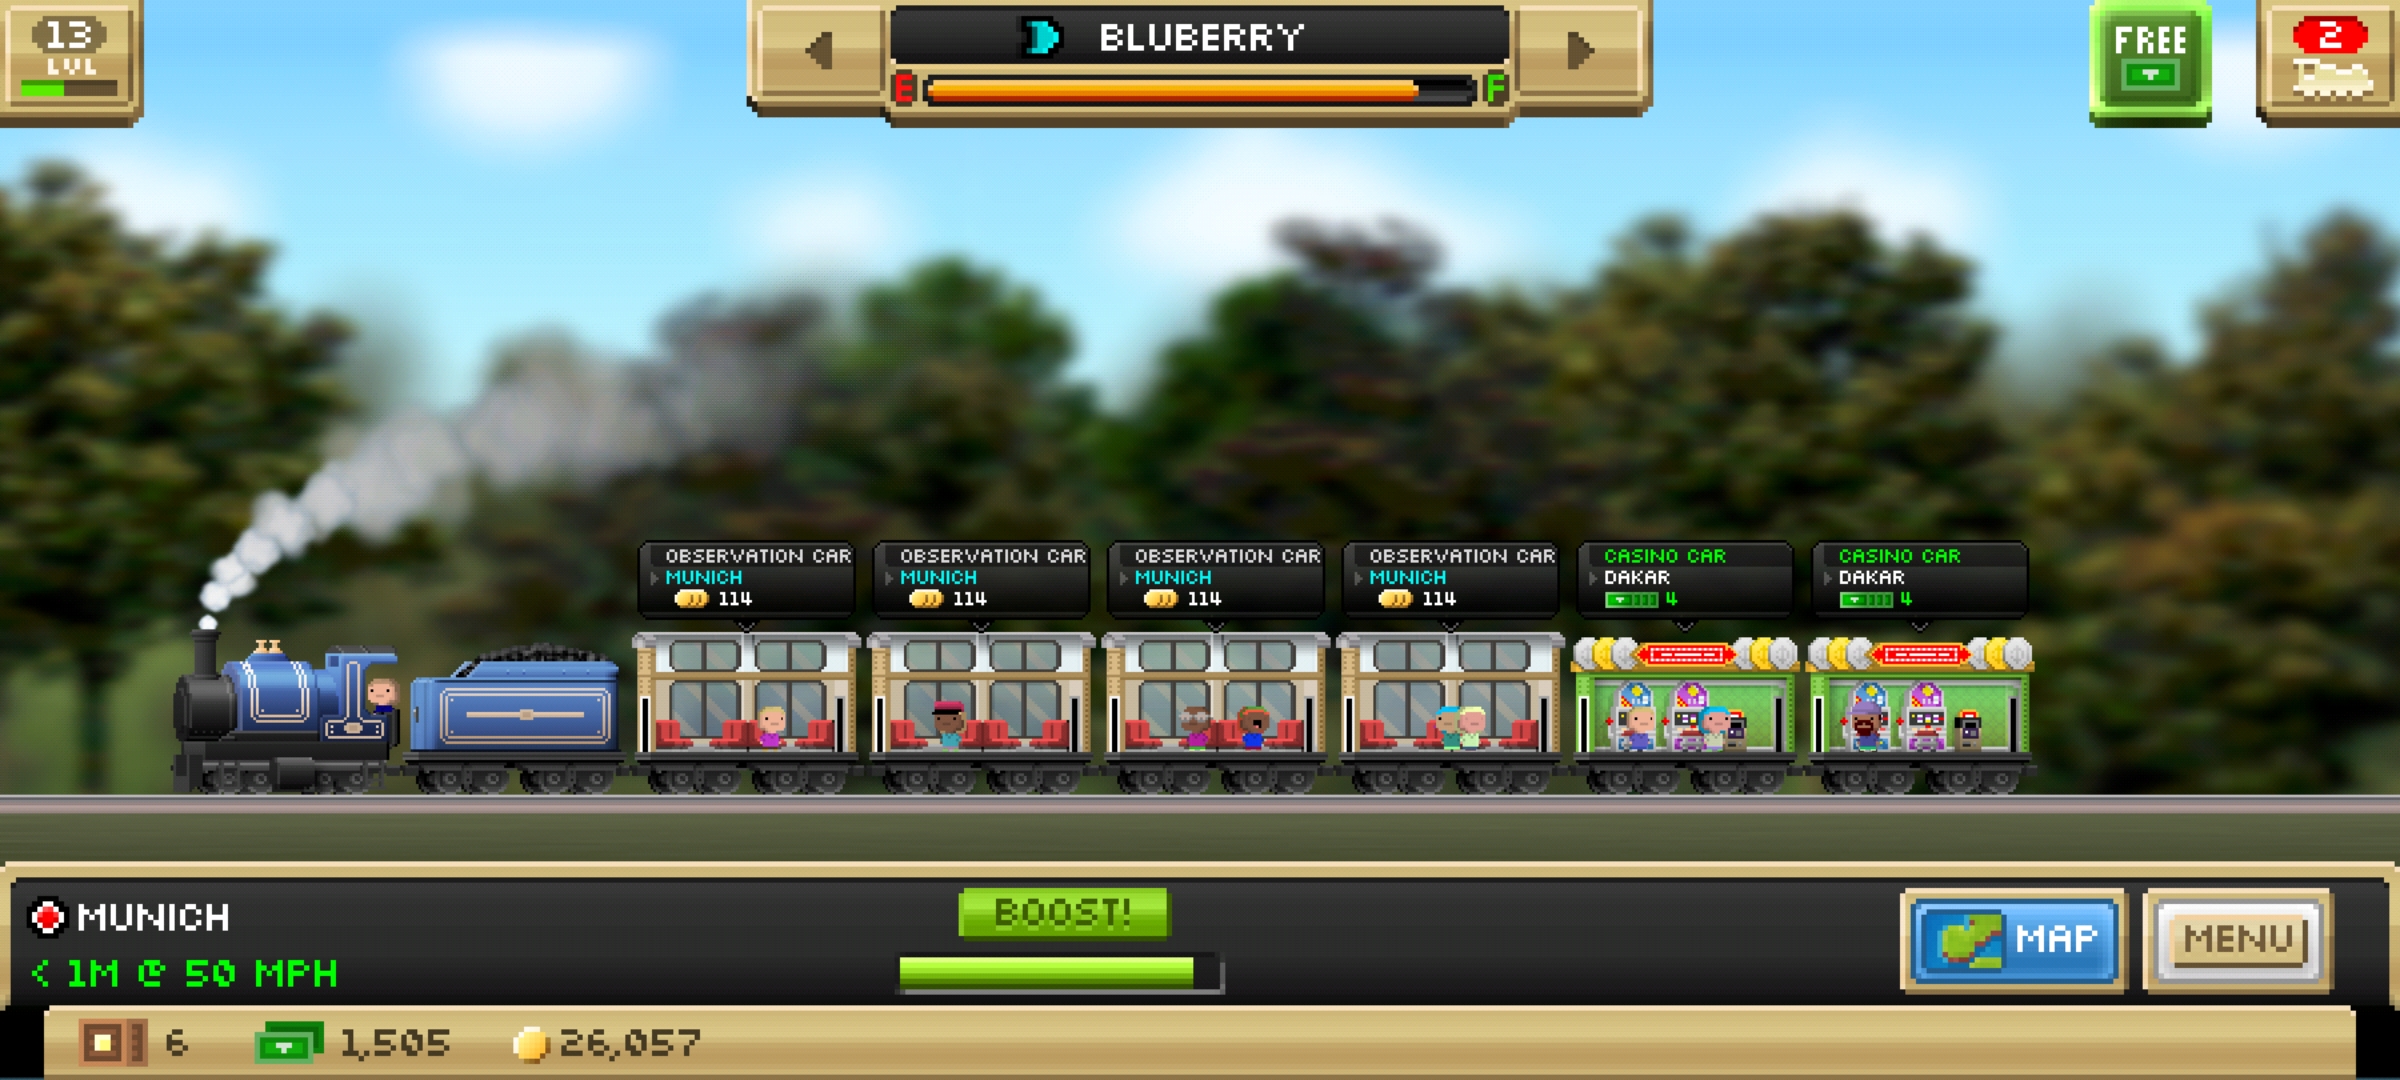 13
LVL
BLUBERRY
E F
FREE
2
OBSERVATION CAR
MUNICH
114
OBSERVATION CAR
MUNICH
114
OBSERVATION CAR
MUNICH
114
OBSERVATION CAR
MUNICH
114
CASINO CAR
DAKAR
4
CASINO CAR
DAKAR
4
MUNICH
< 1M @ 50 MPH
BOOST!
MAP
MENU
6
1,505
26,057